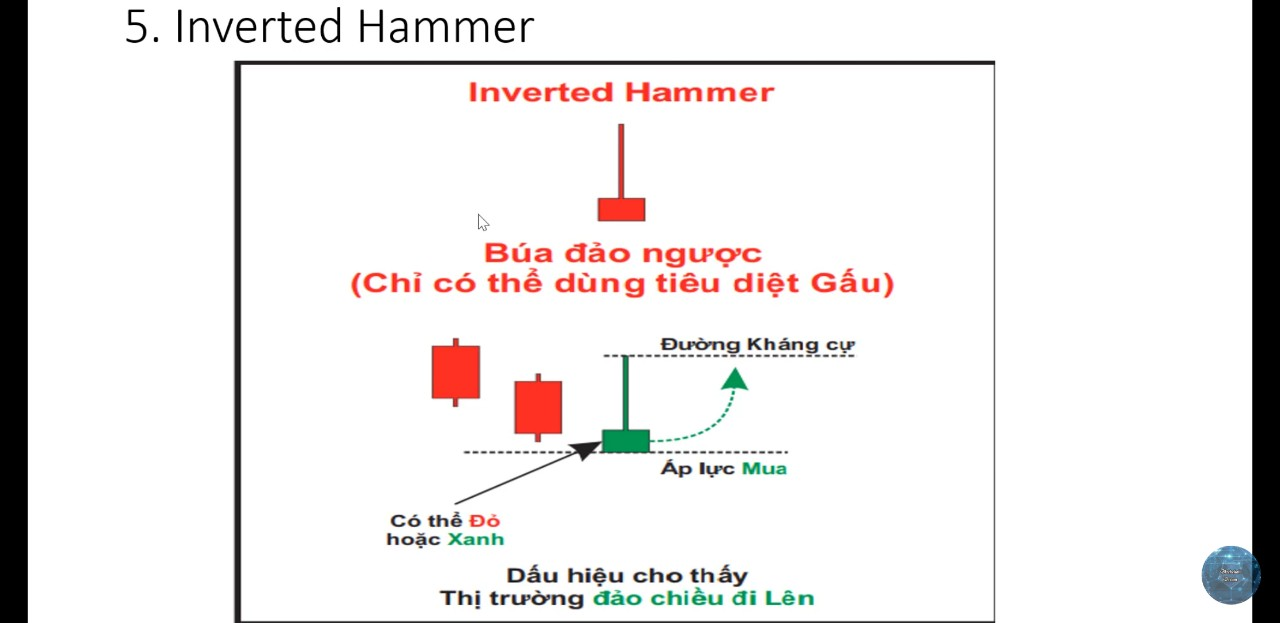 5. Inverted Hammer
Inverted Hammer
Búa đảo ngược
(Chỉ có thể dùng tiêu diệt Gấu)
Đường Kháng cự
Áp lực Mua
Có thể Đỏ
hoặc Xanh
Dấu hiệu cho thấy
Thị trường đảo chiều đi Lên